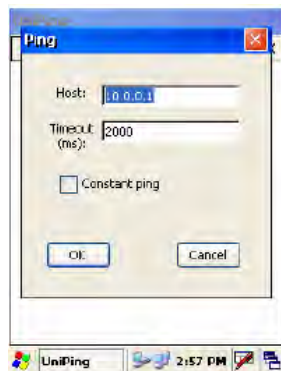 Ping
Host: 10.0.0.1
Timeout (ms): 2000
Constant ping
OK
Cancel
UniPing
2:57 PM